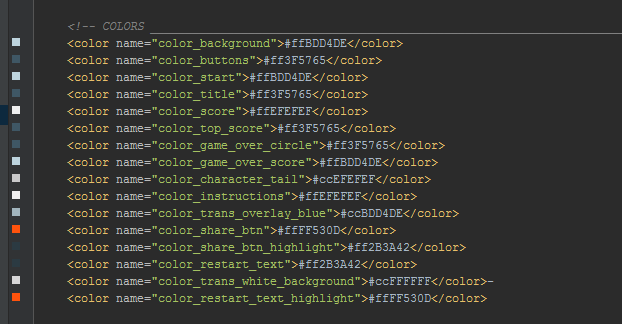 <!-- COLORS
<color name="color_background">#ffBDD4DE</color>
<color name="color_buttons">#ff3F5765</color>
<color name="color_start">#ffBDD4DE</color>
<color name="color_title">#ff3F5765</color>
<color name="color_score">#ffEFEFEF</color>
<color name="color_top_score">#ff3F5765</color>
<color name="color_game_over_circle">#ff3F5765</color>
<color name="color_game_over_score">#ffBDD4DE</color>
<color name="color_character_tail">#ccEFEFEF</color>
<color name="color_instructions">#ffEFEFEF</color>
<color name="color_trans_overlay_blue">#ccBDD4DE</color>
<color name="color_share_btn">#ffFF530D</color>
<color name="color_share_btn_highlight">#ff2B3A42</color>
<color name="color_restart_text">#ff2B3A42</color>
<color name="color_trans_white_background">#ccFFFFFF</color>-
<color name="color_restart_text_highlight">#ffFF530D</color>